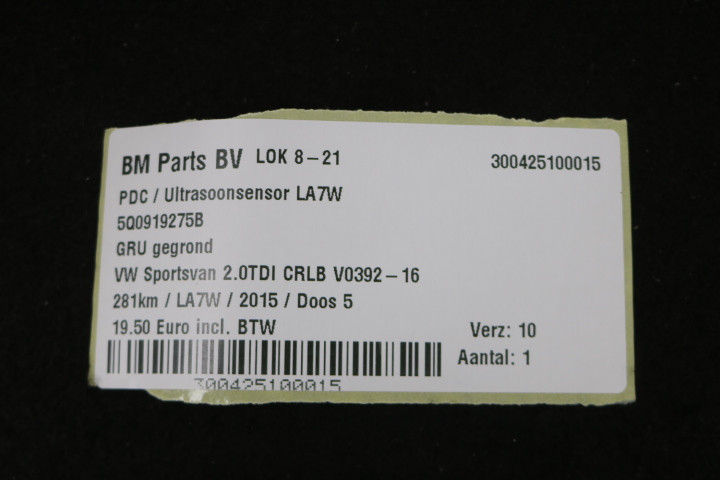 BM Parts BV LOK 8-21 300425100015
PDC / Ultrasoonsensor LA7W
5Q0919275B
GRU gegrond
VW Sportsvan 2.0TDI CRLB V0392-16
281km / LA7W / 2015 / Doos 5
19.50 Euro incl. BTW Verz: 10
Aantal: 1
300425100015